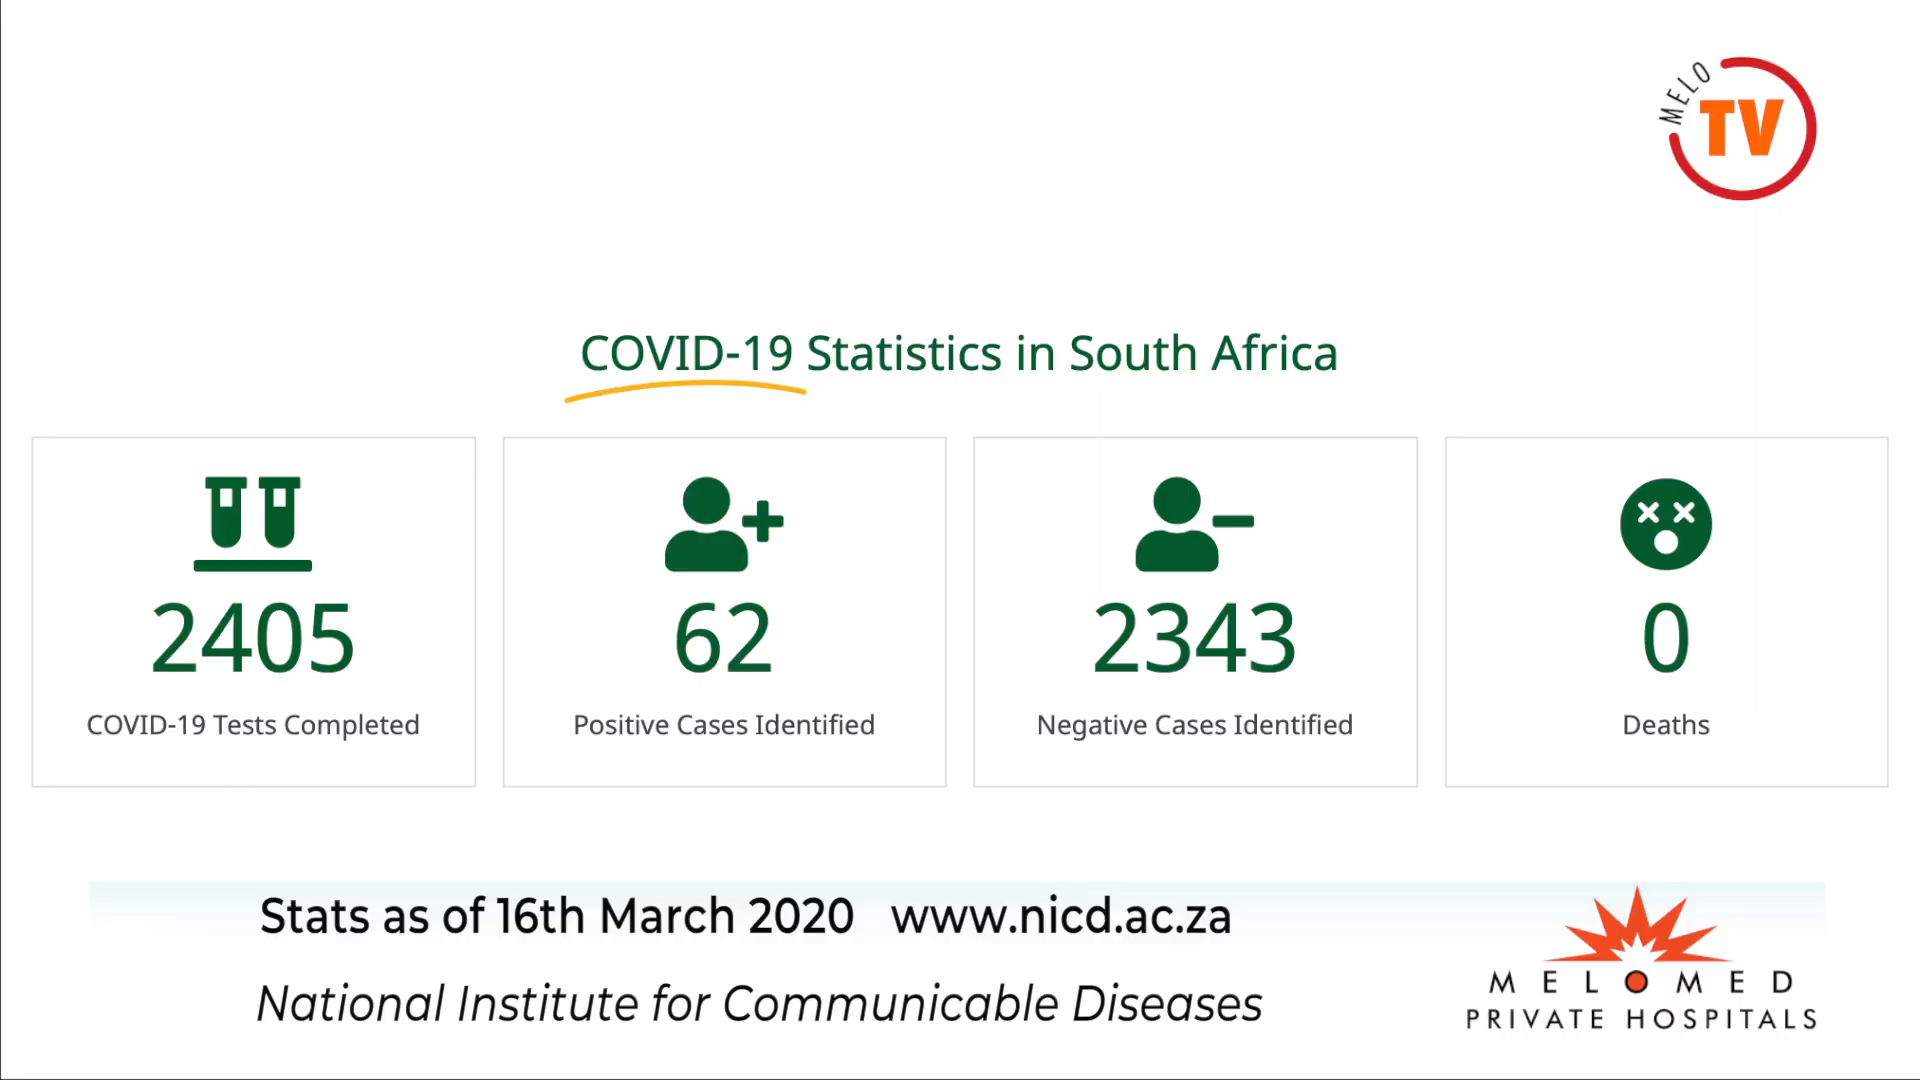 MELO
TV
COVID-19 Statistics in South Africa
2405
COVID-19 Tests Completed
62
Positive Cases Identified
2343
Negative Cases Identified
0
Deaths
Stats as of 16th March 2020 www.nicd.ac.za
National Institute for Communicable Diseases
MELOMED
PRIVATE HOSPITALS